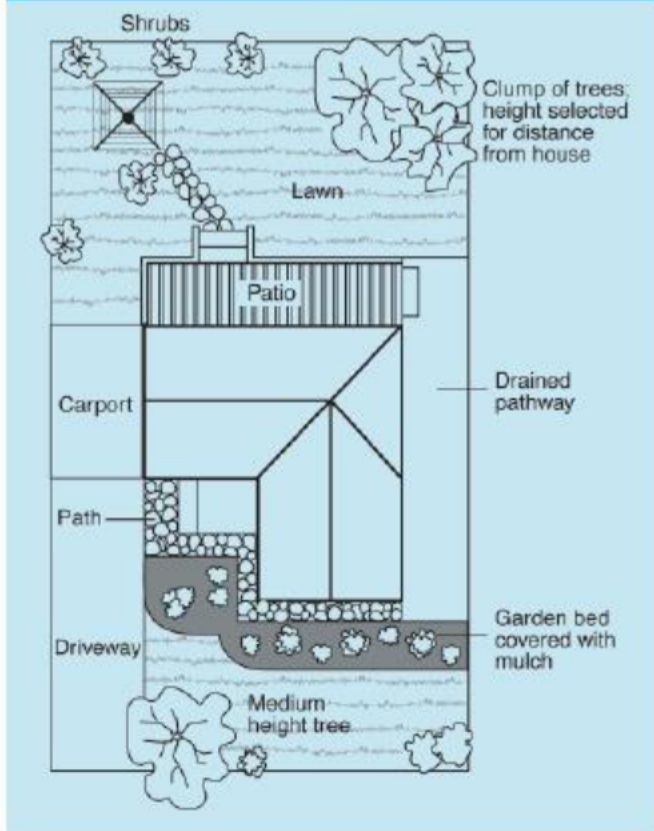 Shrubs
Clump of trees;
height selected
for distance
from house
Lawn
Patio
Drained
pathway
Carport
Path
Garden bed
covered with
mulch
Driveway
Medium
height tree